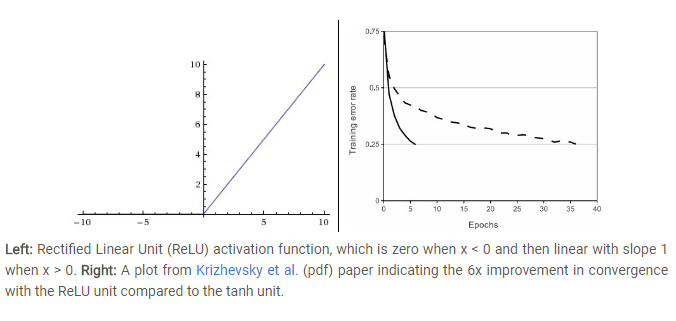 10
8
6
4
2
-10 -5 5 10
0.75
0.5
0.25
0
Training error rate
0 5 10 15 20 25 30 35 40
Epochs
Left: Rectified Linear Unit (ReLU) activation function, which is zero when x < 0 and then linear with slope 1
when x > 0. Right: A plot from Krizhevsky et al. (pdf) paper indicating the 6x improvement in convergence
with the ReLU unit compared to the tanh unit.